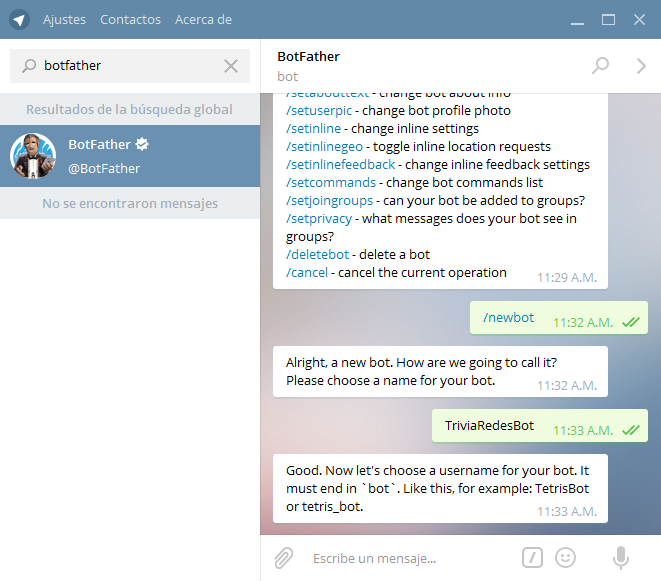 Ajustes Contactos Acerca de
botfather
Resultados de la búsqueda global
BotFather
@BotFather
No se encontraron mensajes
BotFather
bot
/setabouttext - change bot about info
/setuserpic - change bot profile photo
/setinline - change inline settings
/setinlinegeo - toggle inline location requests
/setinlinefeedback - change inline feedback settings
/setcommands - change bot commands list
/setjoingroups - can your bot be added to groups?
/setprivacy - what messages does your bot see in
groups?
/deletebot - delete a bot
/cancel - cancel the current operation
11:29 A.M.
/newbot
11:32 A.M.
Alright, a new bot. How are we going to call it?
Please choose a name for your bot.
11:32 A.M.
TriviaRedesBot
11:33 A.M.
Good. Now let's choose a username for your bot. It
must end in `bot`. Like this, for example: TetrisBot
or tetris_bot.
11:33 A.M.
Escribe un mensaje...